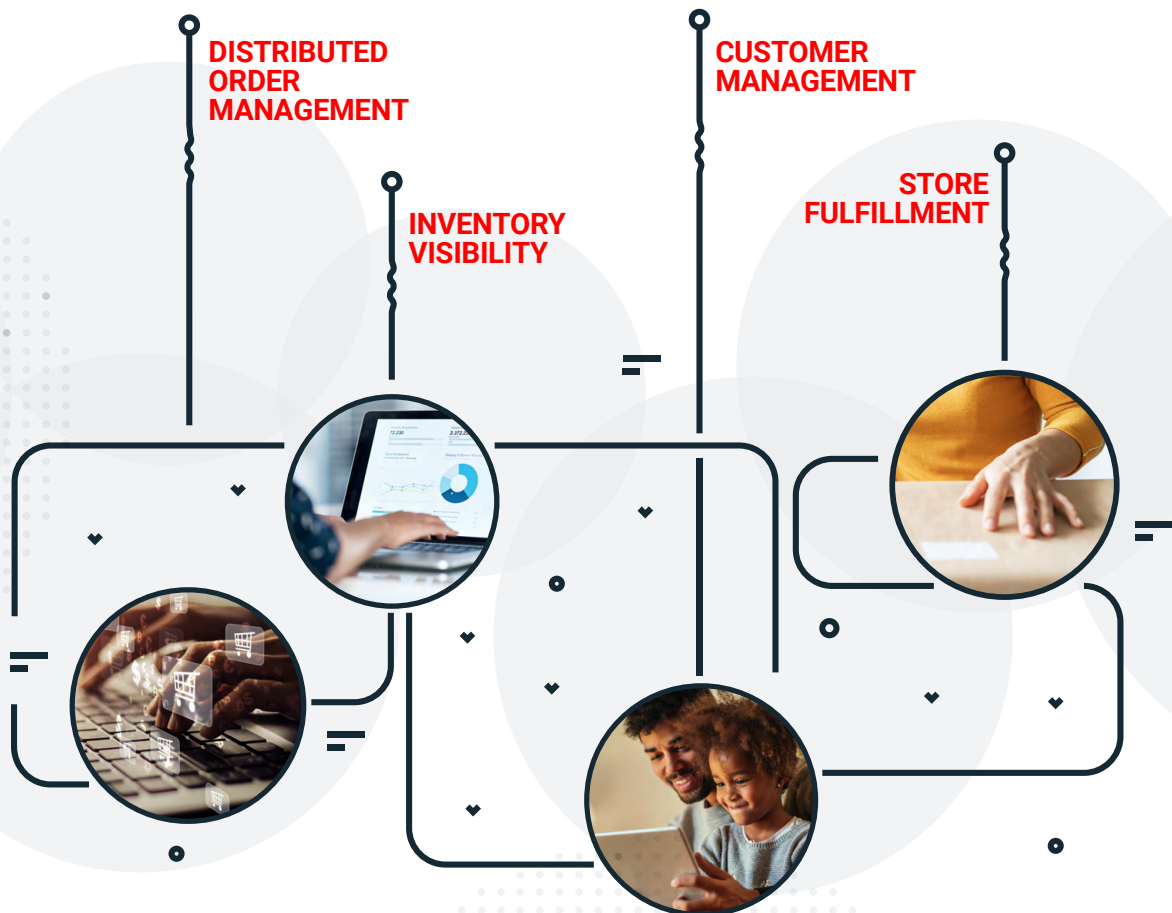 DISTRIBUTED
ORDER
MANAGEMENT
CUSTOMER
MANAGEMENT
STORE
FULFILLMENT
INVENTORY
VISIBILITY